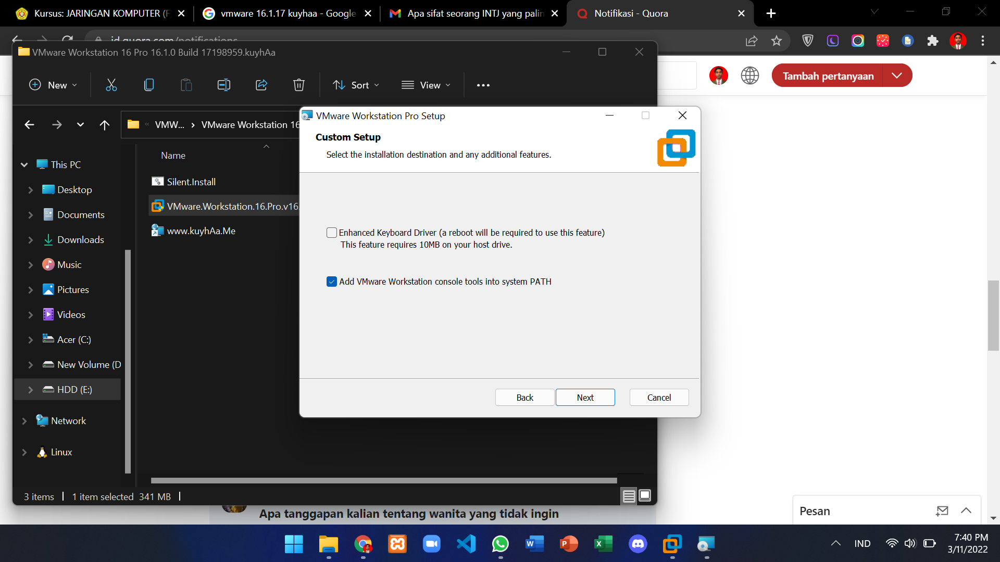 Kursus: JARINGAN KOMPUTER (F
vmware 16.1.17 kuyhaa - Google
Apa sifat seorang INTJ yang palin
Notifikasi - Quora
id.quora.com/notifications
VMware Workstation 16 Pro 16.1.0 Build 17198959.kuyhAa
New
Sort
View
Tambah pertanyaan
VMW...
VMware Workstation 16
Name
This PC
Desktop
Documents
Downloads
Music
Pictures
Videos
Acer (C:)
New Volume (D
HDD (E:)
Network
Linux
Silent.Install
VMware.Workstation.16.Pro.v16.
www.kuyhAa.Me
VMware Workstation Pro Setup
Custom Setup
Select the installation destination and any additional features.
Enhanced Keyboard Driver (a reboot will be required to use this feature)
This feature requires 10MB on your host drive.
Add VMware Workstation console tools into system PATH
Back
Next
Cancel
3 items
1 item selected 341 MB
Apa tanggapan kalian tentang wanita yang tidak ingin
Pesan
IND
7:40 PM
3/11/2022